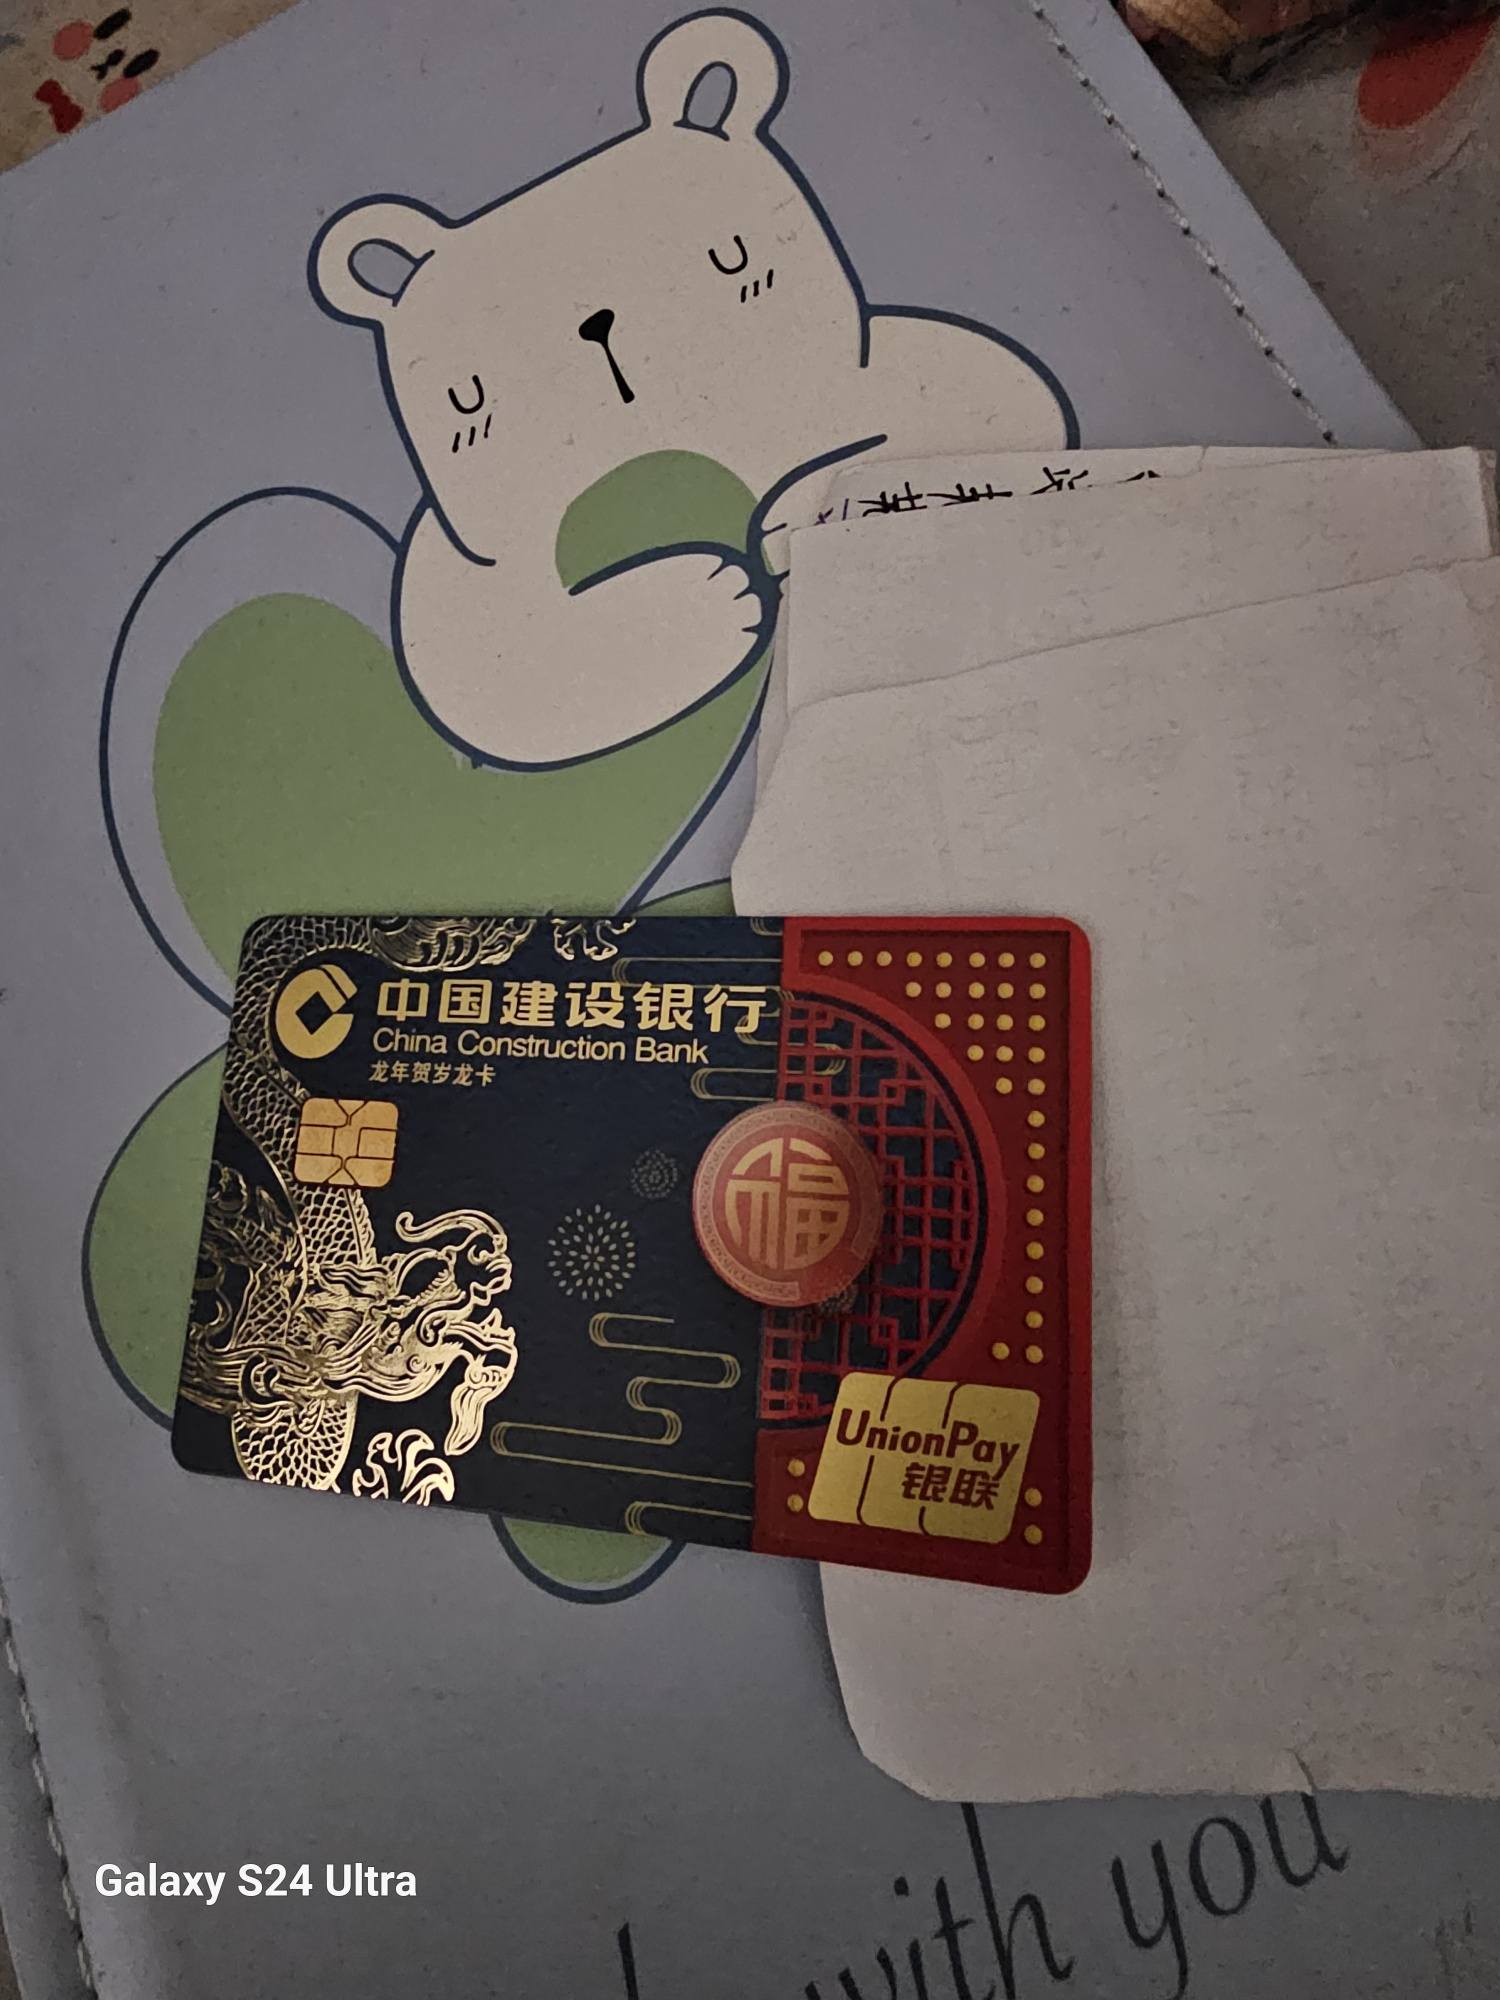 中国建设银行
China Construction Bank
龙年贺岁龙卡
福
UnionPay
银联
with you
Galaxy S24 Ultra